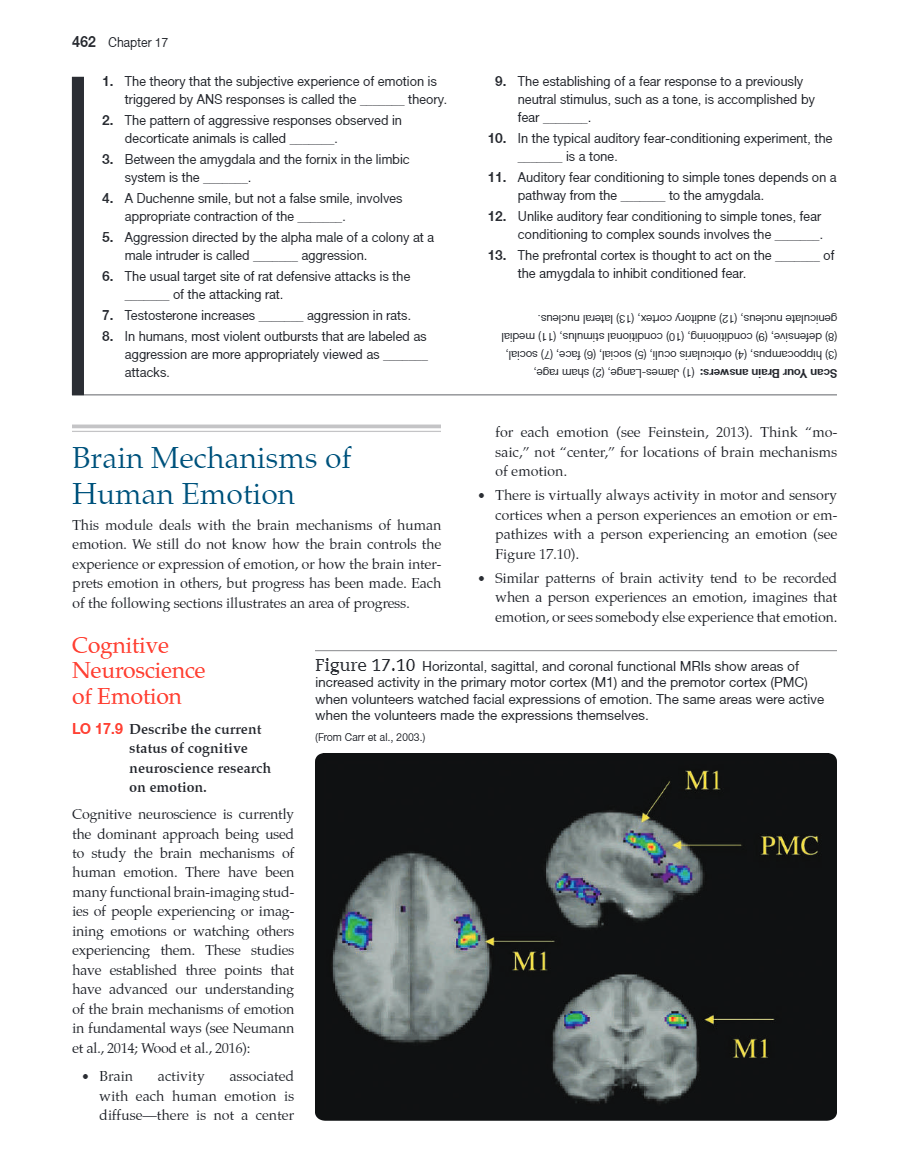 462 Chapter 17
1. The theory that the subjective experience of emotion is
triggered by ANS responses is called the ______ theory.
2. The pattern of aggressive responses observed in
decorticate animals is called ______.
3. Between the amygdala and the fornix in the limbic
system is the ______.
4. A Duchenne smile, but not a false smile, involves
appropriate contraction of the ______.
5. Aggression directed by the alpha male of a colony at a
male intruder is called ______ aggression.
6. The usual target site of rat defensive attacks is the
______ of the attacking rat.
7. Testosterone increases ______ aggression in rats.
8. In humans, most violent outbursts that are labeled as
aggression are more appropriately viewed as ______
attacks.
9. The establishing of a fear response to a previously
neutral stimulus, such as a tone, is accomplished by
fear ______.
10. In the typical auditory fear-conditioning experiment, the
______ is a tone.
11. Auditory fear conditioning to simple tones depends on a
pathway from the ______ to the amygdala.
12. Unlike auditory fear conditioning to simple tones, fear
conditioning to complex sounds involves the ______.
13. The prefrontal cortex is thought to act on the ______ of
the amygdala to inhibit conditioned fear.
Scan Your Brain answers: (1) James-Lange, (2) sham rage,
(3) hippocampus, (4) orbicularis oculi, (5) social, (6) face, (7) social,
(8) defensive, (9) conditioning, (10) conditional stimulus, (11) medial
geniculate nucleus, (12) auditory cortex, (13) lateral nucleus.
Brain Mechanisms of
Human Emotion
This module deals with the brain mechanisms of human
emotion. We still do not know how the brain controls the
experience or expression of emotion, or how the brain inter-
prets emotion in others, but progress has been made. Each
of the following sections illustrates an area of progress.
Cognitive
Neuroscience
of Emotion
LO 17.9 Describe the current
status of cognitive
neuroscience research
on emotion.
Cognitive neuroscience is currently
the dominant approach being used
to study the brain mechanisms of
human emotion. There have been
many functional brain-imaging stud-
ies of people experiencing or imag-
ining emotions or watching others
experiencing them. These studies
have established three points that
have advanced our understanding
of the brain mechanisms of emotion
in fundamental ways (see Neumann
et al., 2014; Wood et al., 2016):
• Brain activity associated
with each human emotion is
diffuse—there is not a center
for each emotion (see Feinstein, 2013). Think “mo-
saic,” not “center,” for locations of brain mechanisms
of emotion.
• There is virtually always activity in motor and sensory
cortices when a person experiences an emotion or em-
pathizes with a person experiencing an emotion (see
Figure 17.10).
• Similar patterns of brain activity tend to be recorded
when a person experiences an emotion, imagines that
emotion, or sees somebody else experience that emotion.
Figure 17.10 Horizontal, sagittal, and coronal functional MRIs show areas of
increased activity in the primary motor cortex (M1) and the premotor cortex (PMC)
when volunteers watched facial expressions of emotion. The same areas were active
when the volunteers made the expressions themselves.
(From Carr et al., 2003.)
M1
PMC
M1
M1